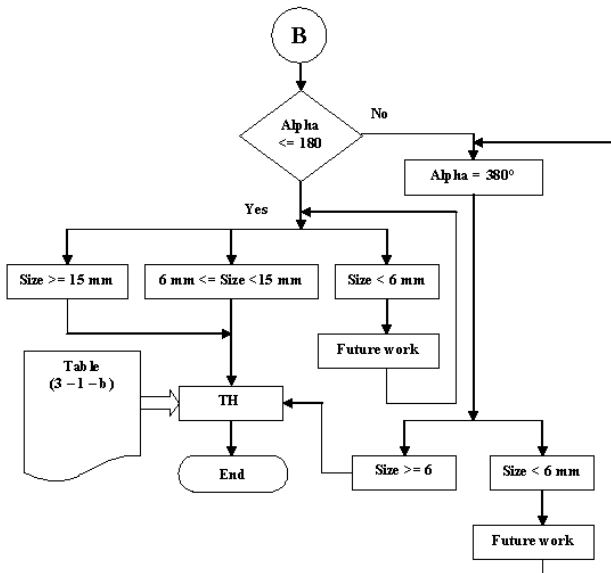 B
Alpha
<= 180
No
Alpha = 380°
Yes
Size >= 15 mm
6 mm <= Size <15 mm
Size < 6 mm
Future work
Table
(3 – 1 – b)
TH
End
Size >= 6
Size < 6 mm
Future work